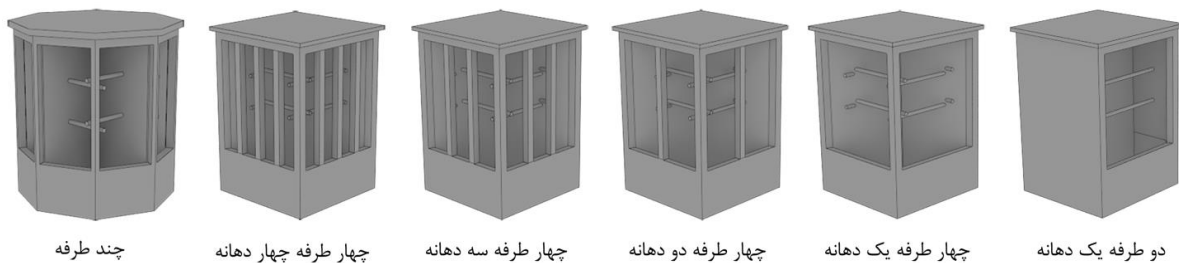 دو طرفه یک دهانه
چهار طرفه یک دهانه
چهار طرفه دو دهانه
چهار طرفه سه دهانه
چهار طرفه چهار دهانه
چند طرفه